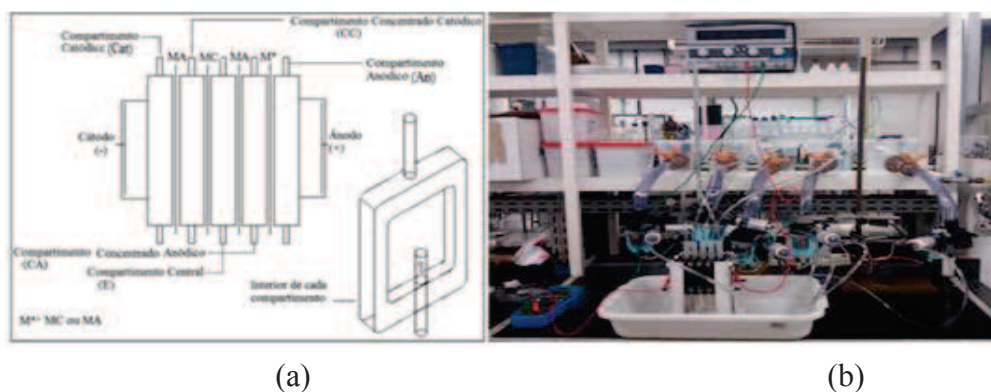 Compartimento Concentrado Catódico
(CC)
Compartimento
Catódico (Cat)
MA MC MA M*
Compartimento
Anódico (An)
Cátodo
(-)
Ânodo
(+)
Compartimento Concentrado Anódico
(CA)
Compartimento Central
(E)
Interior de cada
compartimento
M*= MC ou MA
(a) (b)